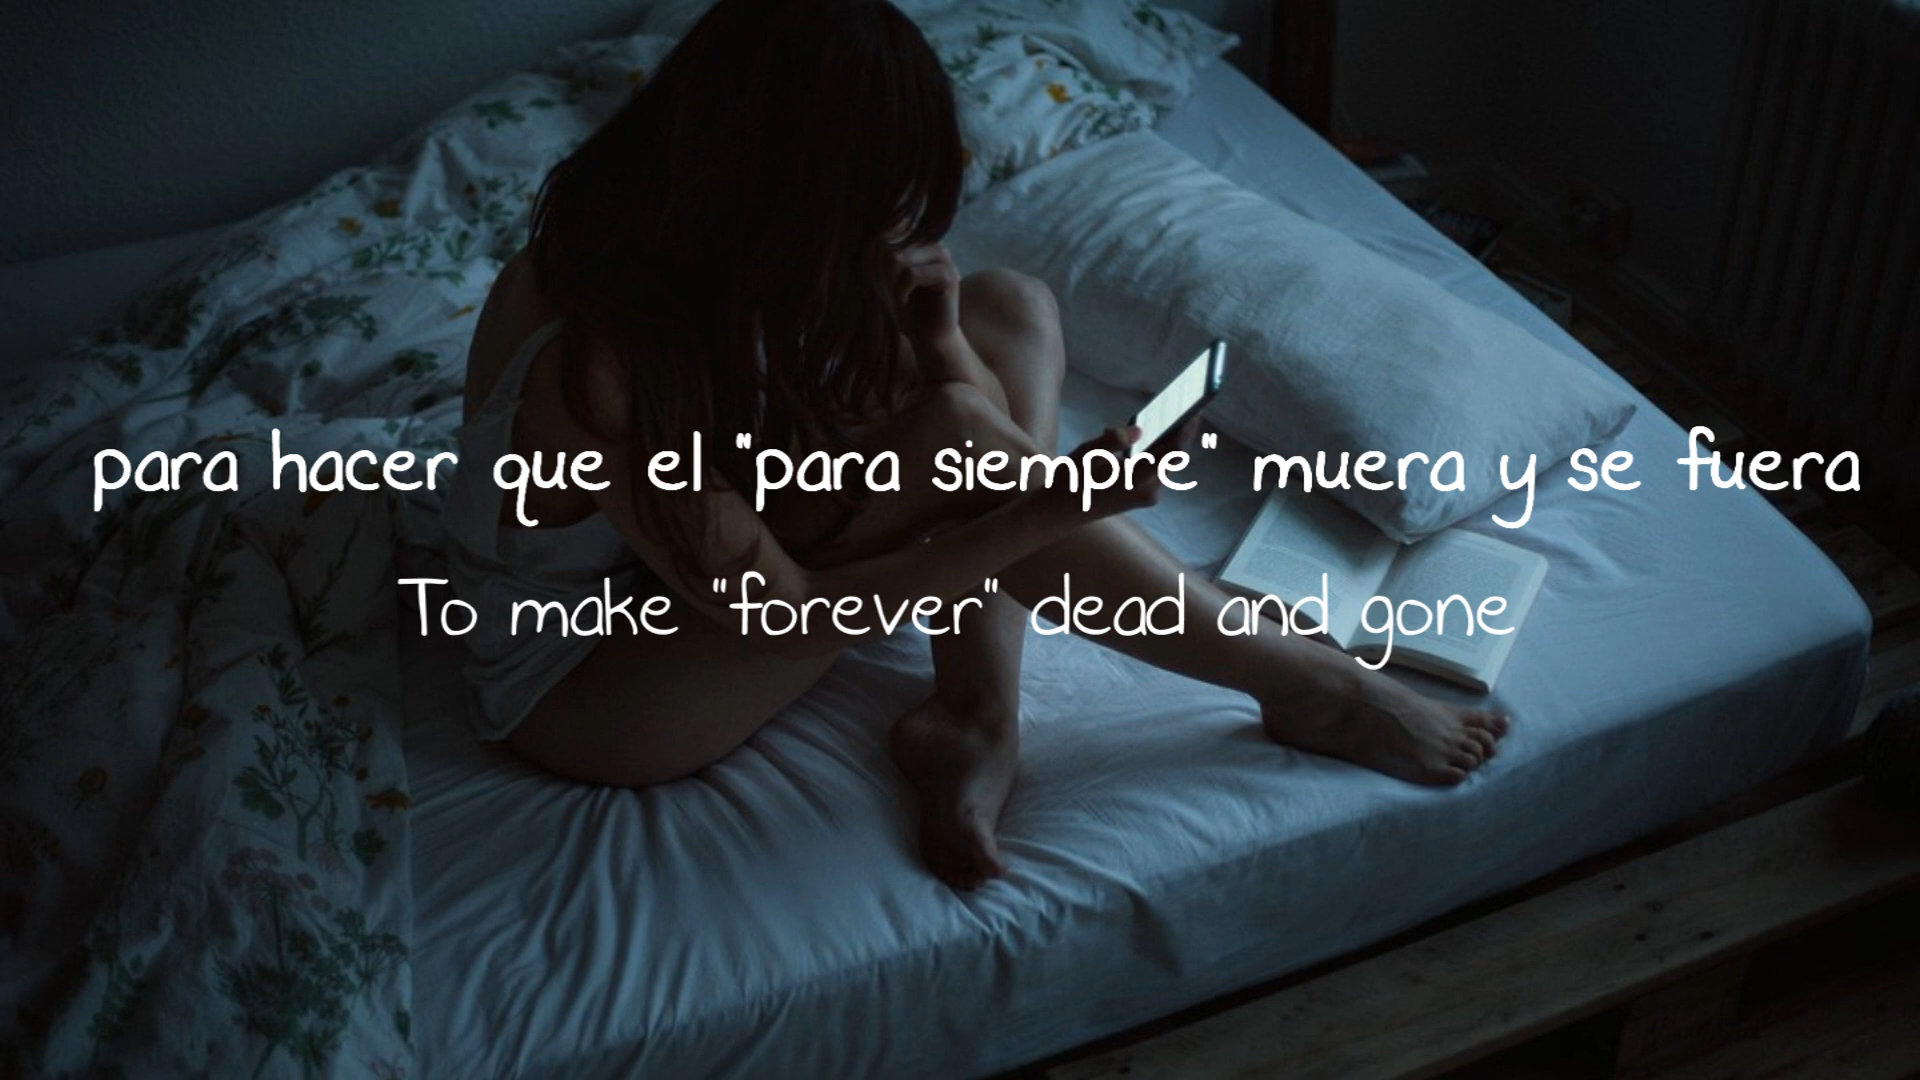 para hacer que el "para siempre" muera y se fuera
To make "forever" dead and gone